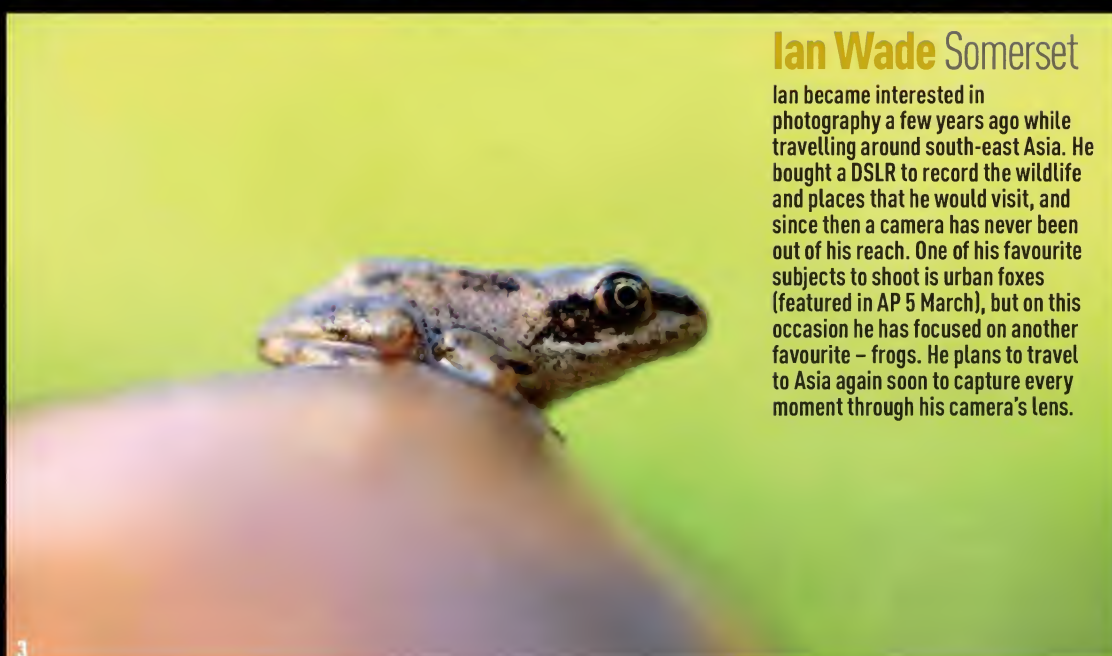 Ian Wade Somerset
Ian became interested in
photography a few years ago while
travelling around south-east Asia. He
bought a DSLR to record the wildlife
and places that he would visit, and
since then a camera has never been
out of his reach. One of his favourite
subjects to shoot is urban foxes
(featured in AP 5 March), but on this
occasion he has focused on another
favourite – frogs. He plans to travel
to Asia again soon to capture every
moment through his camera's lens.
3